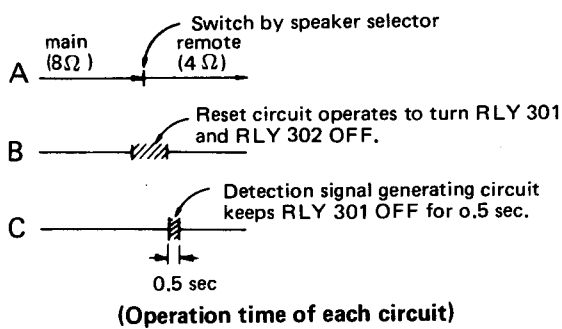 Switch by speaker selector
main
(8Ω)
remote
(4 Ω)
A
Reset circuit operates to turn RLY 301
and RLY 302 OFF.
B
Detection signal generating circuit
keeps RLY 301 OFF for o.5 sec.
C
0.5 sec
(Operation time of each circuit)